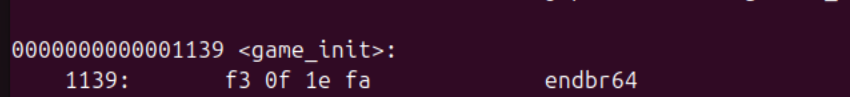 0000000000001139 <game_init>:
1139: f3 0f 1e fa endbr64